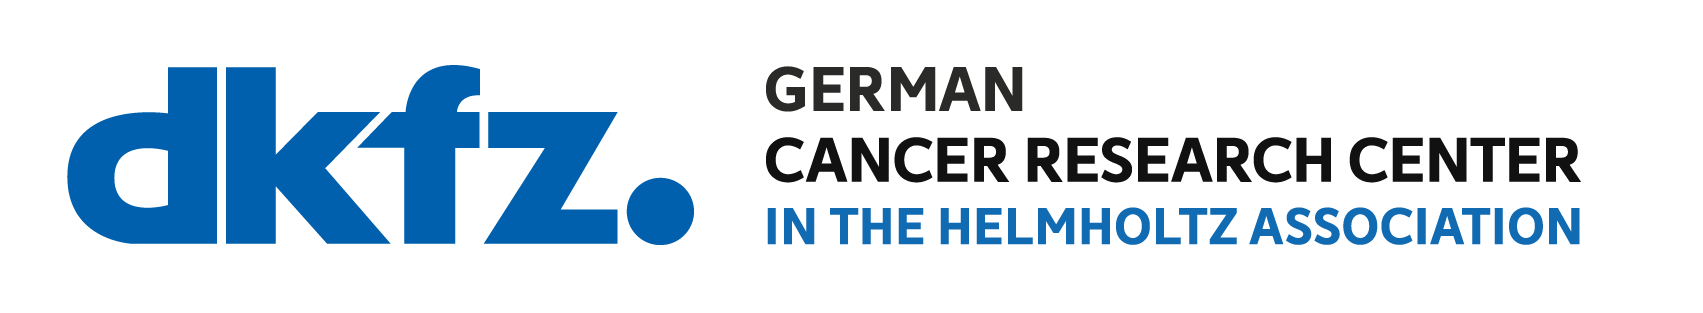 dkfz.
GERMAN
CANCER RESEARCH CENTER
IN THE HELMHOLTZ ASSOCIATION